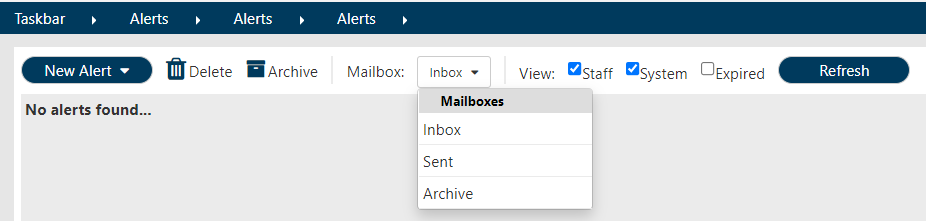 Taskbar Alerts Alerts Alerts
New Alert Delete Archive Mailbox: Inbox View: Staff System Expired Refresh
No alerts found...
Mailboxes
Inbox
Sent
Archive